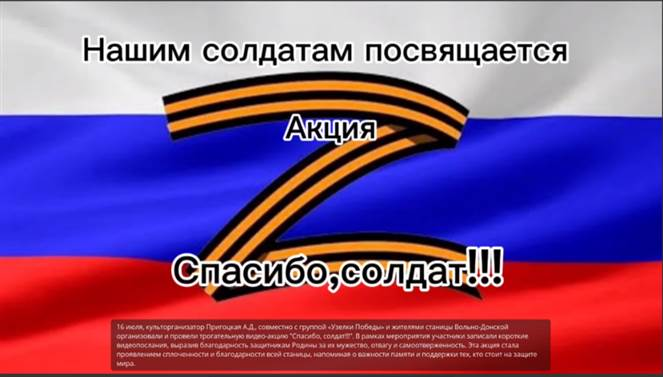 Нашим солдатам посвящается
Акция
Спасибо,солдат!!!
16 июля, культорганизатор Пригоцкая А.Д., совместно с группой «Узелки Победы» и жителями станицы Вольно-Донской
организовали и провели трогательную видео-акцию "Спасибо, солдат!!!". В рамках мероприятия участники записали короткие
видеопослания, выразив благодарность защитникам Родины за их мужество, отвагу и самоотверженность. Эта акция стала
проявлением сплоченности и благодарности всей станицы, напоминая о важности памяти и поддержки тех, кто стоит на защите
мира.